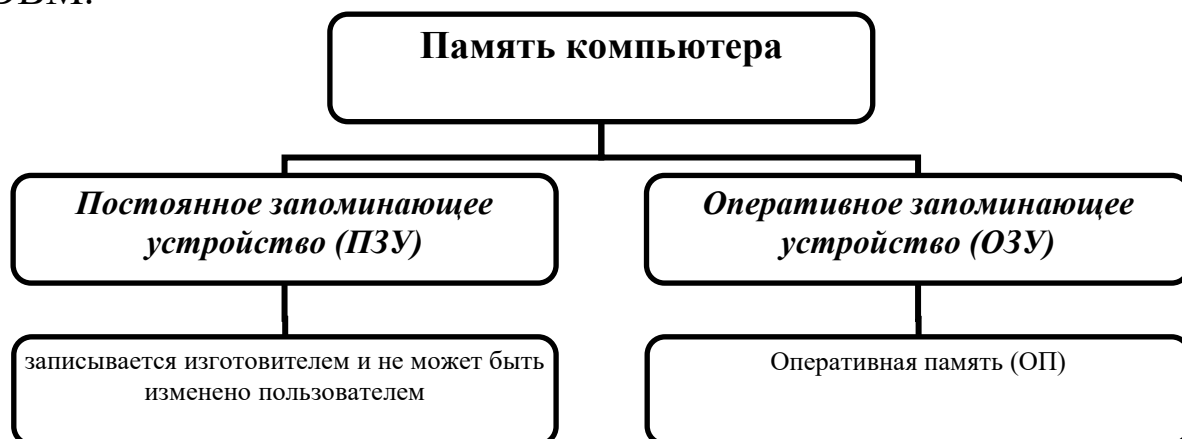 ЭВМ.
Память компьютера
Постоянное запоминающее
устройство (ПЗУ)
Оперативное запоминающее
устройство (ОЗУ)
записывается изготовителем и не может быть
изменено пользователем
Оперативная память (ОП)